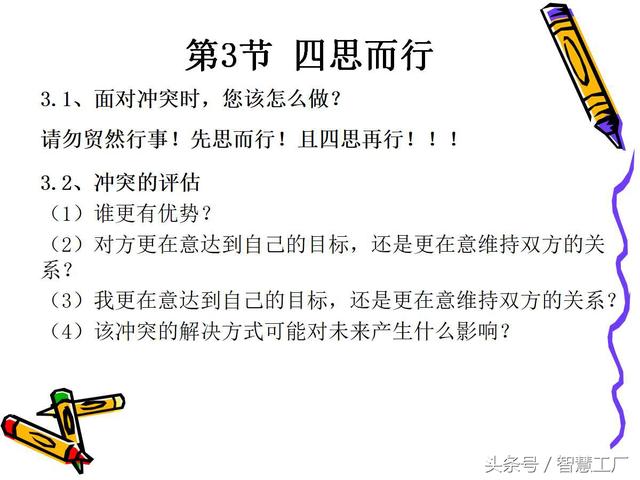 第3节 四思而行
3.1、面对冲突时，您该怎么做？
请勿贸然行事！先思而行！且四思再行！！！
3.2、冲突的评估
（1）谁更有优势？
（2）对方更在意达到自己的目标，还是更在意维持双方的关
系？
（3）我更在意达到自己的目标，还是更在意维持双方的关系？
（4）该冲突的解决方式可能对未来产生什么影响？
头条号／智慧工厂